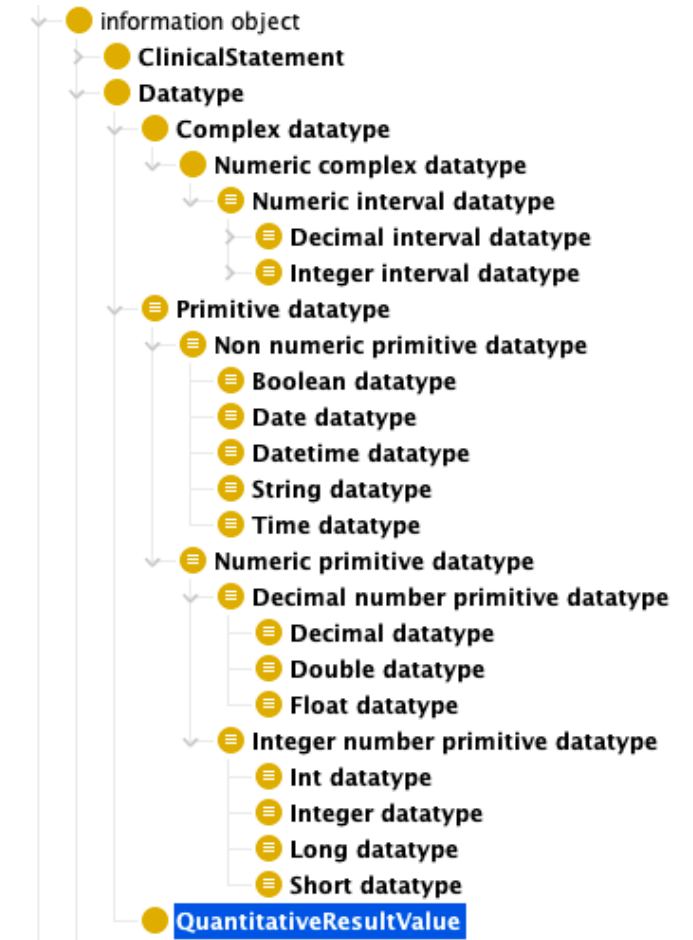 information object
ClinicalStatement
Datatype
Complex datatype
Numeric complex datatype
Numeric interval datatype
Decimal interval datatype
Integer interval datatype
Primitive datatype
Non numeric primitive datatype
Boolean datatype
Date datatype
Datetime datatype
String datatype
Time datatype
Numeric primitive datatype
Decimal number primitive datatype
Decimal datatype
Double datatype
Float datatype
Integer number primitive datatype
Int datatype
Integer datatype
Long datatype
Short datatype
QuantitativeResultValue